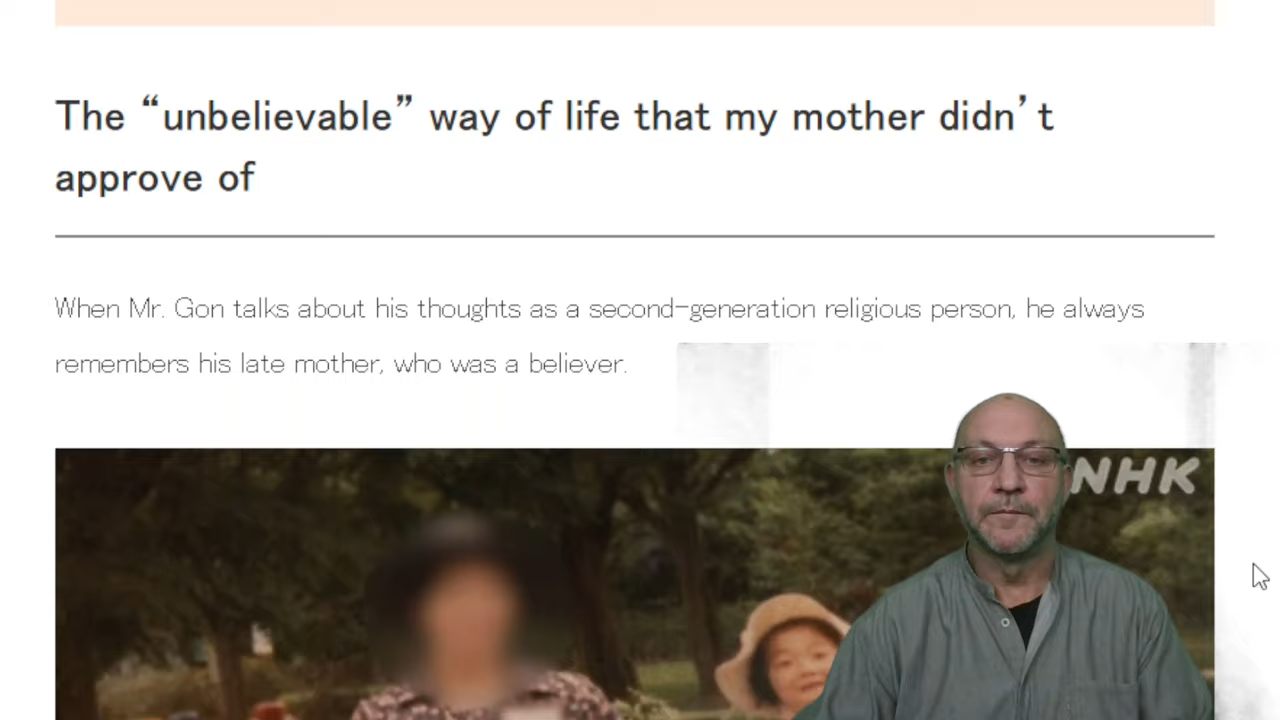 The “unbelievable” way of life that my mother didn’t
approve of
When Mr. Gon talks about his thoughts as a second-generation religious person, he always
remembers his late mother, who was a believer.
NHK